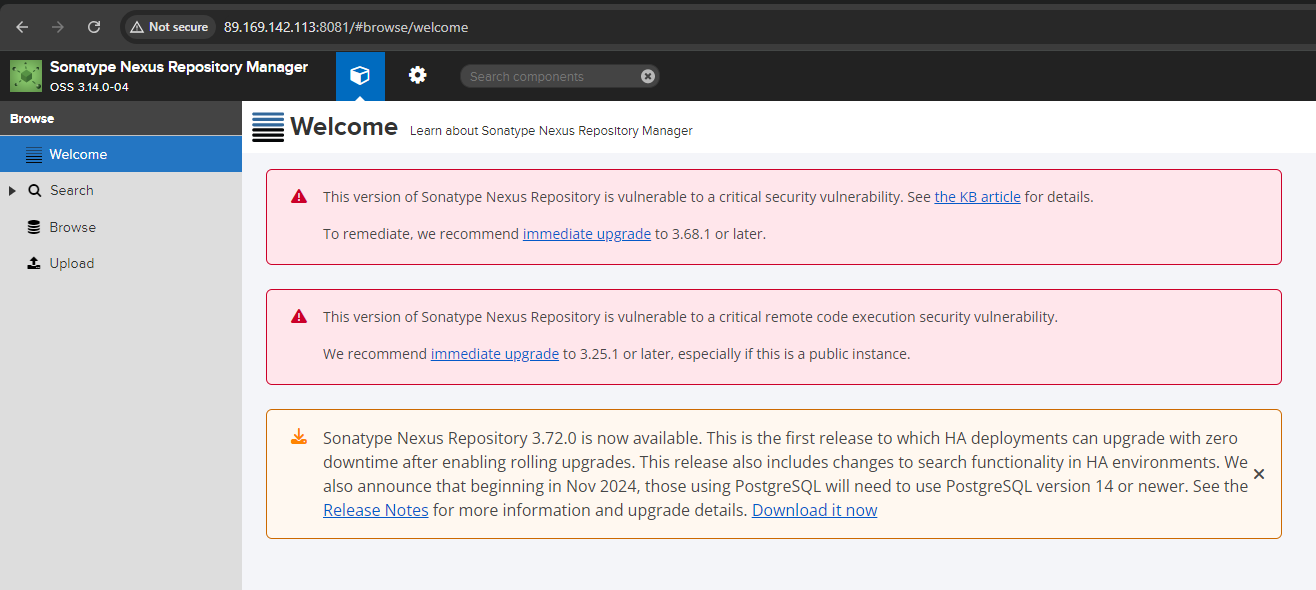 Not secure
89.169.142.113:8081/#browse/welcome
Sonatype Nexus Repository Manager
OSS 3.14.0-04
Search components
Browse
Welcome
Search
Browse
Upload
Welcome Learn about Sonatype Nexus Repository Manager
This version of Sonatype Nexus Repository is vulnerable to a critical security vulnerability. See the KB article for details.
To remediate, we recommend immediate upgrade to 3.68.1 or later.
This version of Sonatype Nexus Repository is vulnerable to a critical remote code execution security vulnerability.
We recommend immediate upgrade to 3.25.1 or later, especially if this is a public instance.
Sonatype Nexus Repository 3.72.0 is now available. This is the first release to which HA deployments can upgrade with zero
downtime after enabling rolling upgrades. This release also includes changes to search functionality in HA environments. We
also announce that beginning in Nov 2024, those using PostgreSQL will need to use PostgreSQL version 14 or newer. See the
Release Notes for more information and upgrade details. Download it now